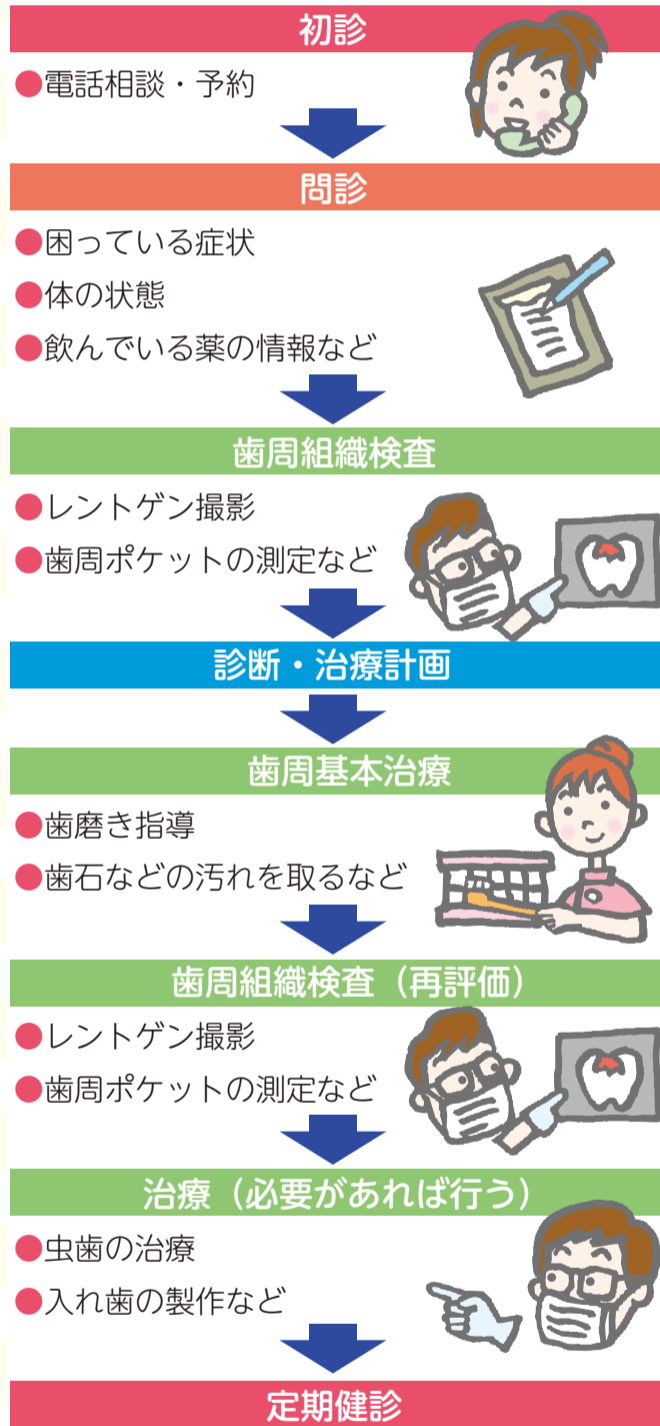 初診
●電話相談・予約
問診
●困っている症状
●体の状態
●飲んでいる薬の情報など
歯周組織検査
●レントゲン撮影
●歯周ポケットの測定など
診断・治療計画
歯周基本治療
●歯磨き指導
●歯石などの汚れを取るなど
歯周組織検査（再評価）
●レントゲン撮影
●歯周ポケットの測定など
治療（必要があれば行う）
●虫歯の治療
●入れ歯の製作など
定期健診